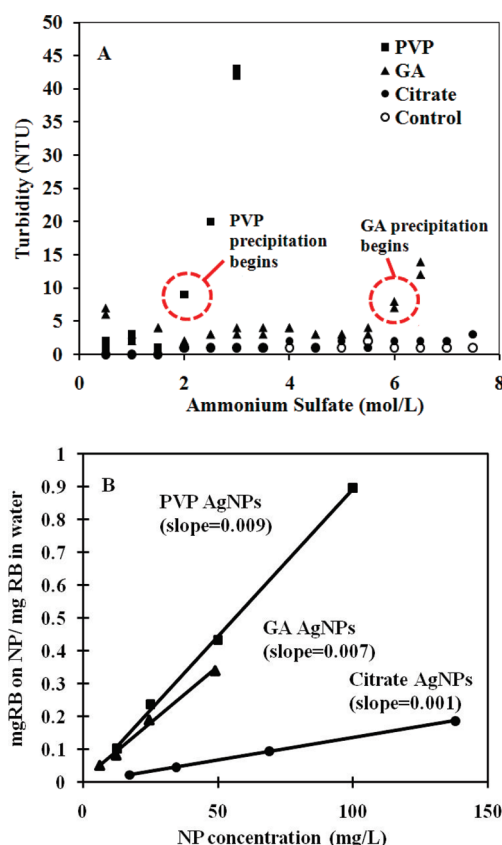 50
45
40
35
30
25
20
15
10
5
0
Turbidity (NTU)
A
PVP
GA
Citrate
Control
PVP
precipitation
begins
GA precipitation
begins
0 2 4 6 8
Ammonium Sulfate (mol/L)
1
0.9
0.8
0.7
0.6
0.5
0.4
0.3
0.2
0.1
0
mgRB on NP/ mg RB in water
B
PVP AgNPs
(slope=0.009)
GA AgNPs
(slope=0.007)
Citrate AgNPs
(slope=0.001)
0 50 100 150
NP concentration (mg/L)